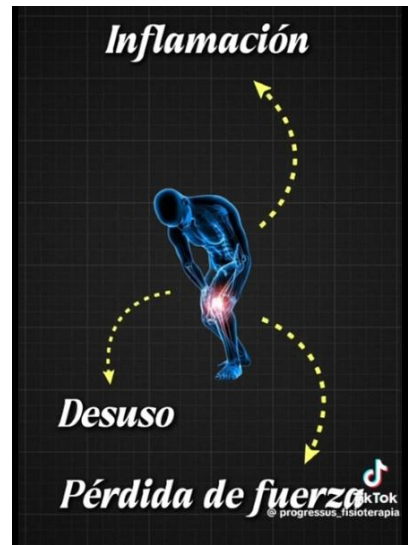 Inflamación
Desuso
Pérdida de fuerza
TikTok
@ progressus_fisioterapia